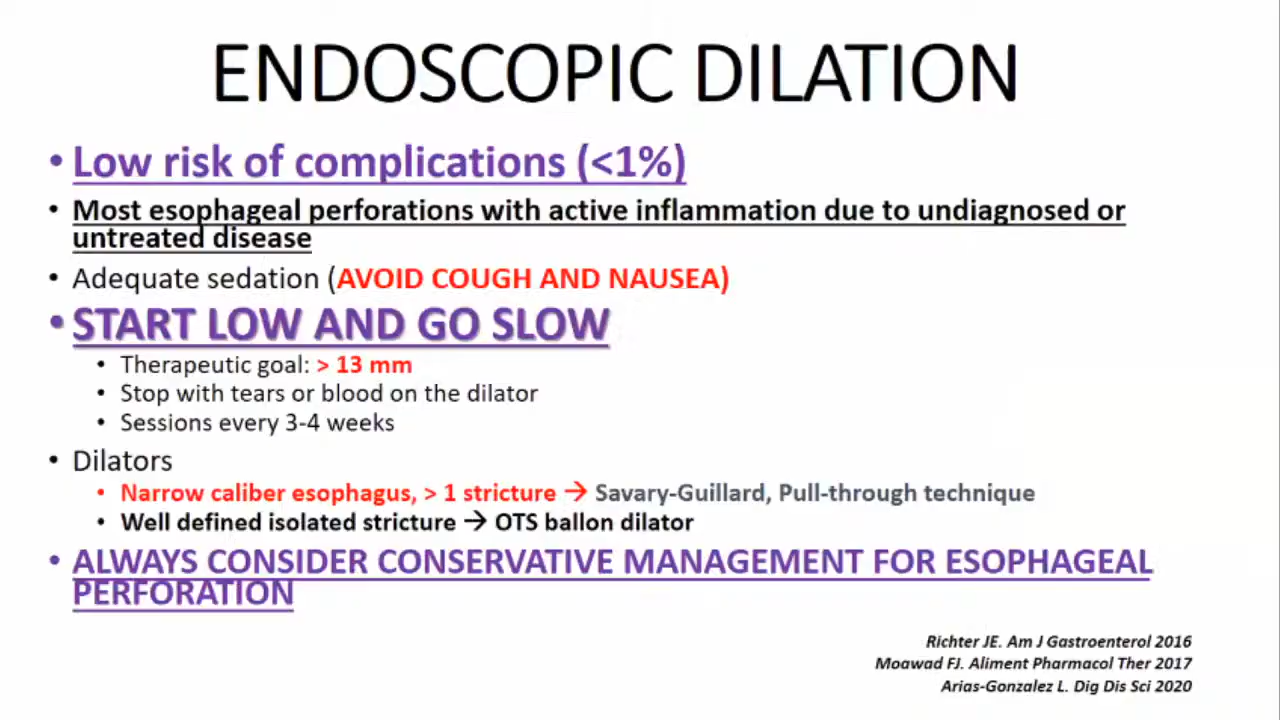 ENDOSCOPIC DILATION
• Low risk of complications (<1%)
• Most esophageal perforations with active inflammation due to undiagnosed or
untreated disease
• Adequate sedation (AVOID COUGH AND NAUSEA)
• START LOW AND GO SLOW
• Therapeutic goal: > 13 mm
• Stop with tears or blood on the dilator
• Sessions every 3-4 weeks
• Dilators
• Narrow caliber esophagus, > 1 stricture → Savary-Guillard, Pull-through technique
• Well defined isolated stricture → OTS ballon dilator
• ALWAYS CONSIDER CONSERVATIVE MANAGEMENT FOR ESOPHAGEAL
PERFORATION
Richter JE. Am J Gastroenterol 2016
Moawad FJ. Aliment Pharmacol Ther 2017
Arias-Gonzalez L. Dig Dis Sci 2020